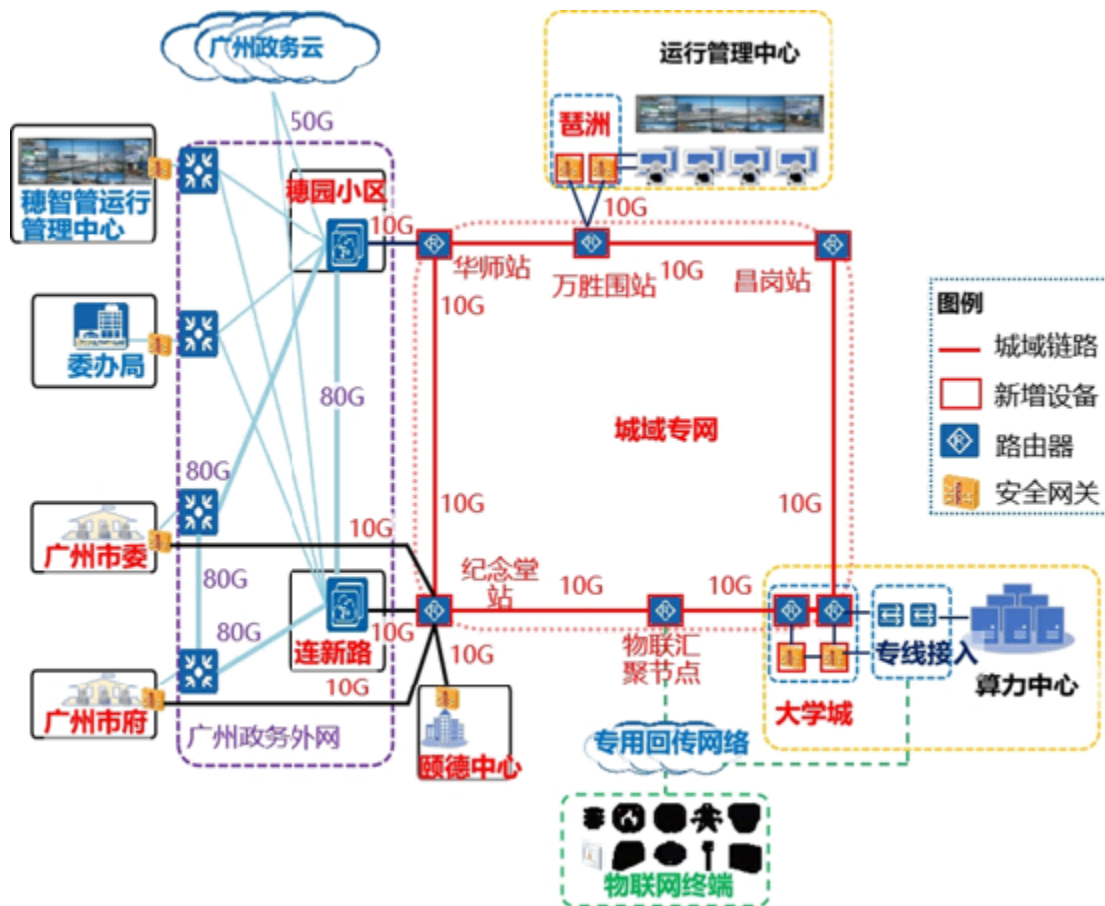 广州政务云
50G
穗智管运行
管理中心
委办局
广州市委
广州市府
穗园小区
10G
80G
80G
80G
80G
连新路
10G
10G
10G
10G
广州政务外网
颐德中心
运行管理中心
琶洲
10G
华师站
万胜围站
10G
昌岗站
10G
城域专网
10G
10G
纪念堂
站
10G
10G
物联汇
聚节点
大学城
专线接入
算力中心
专用回传网络
物联网终端
图例
城域链路
新增设备
路由器
安全网关